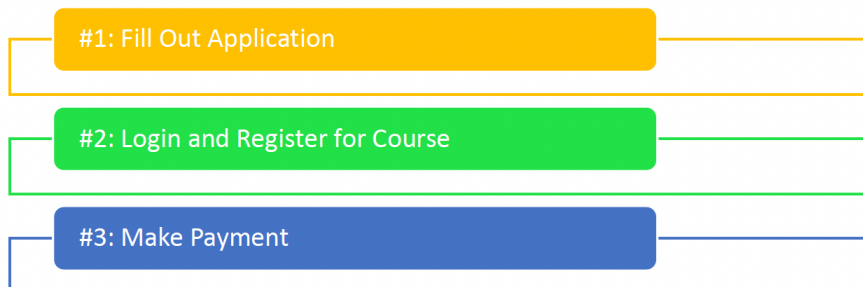 #1: Fill Out Application
#2: Login and Register for Course
#3: Make Payment